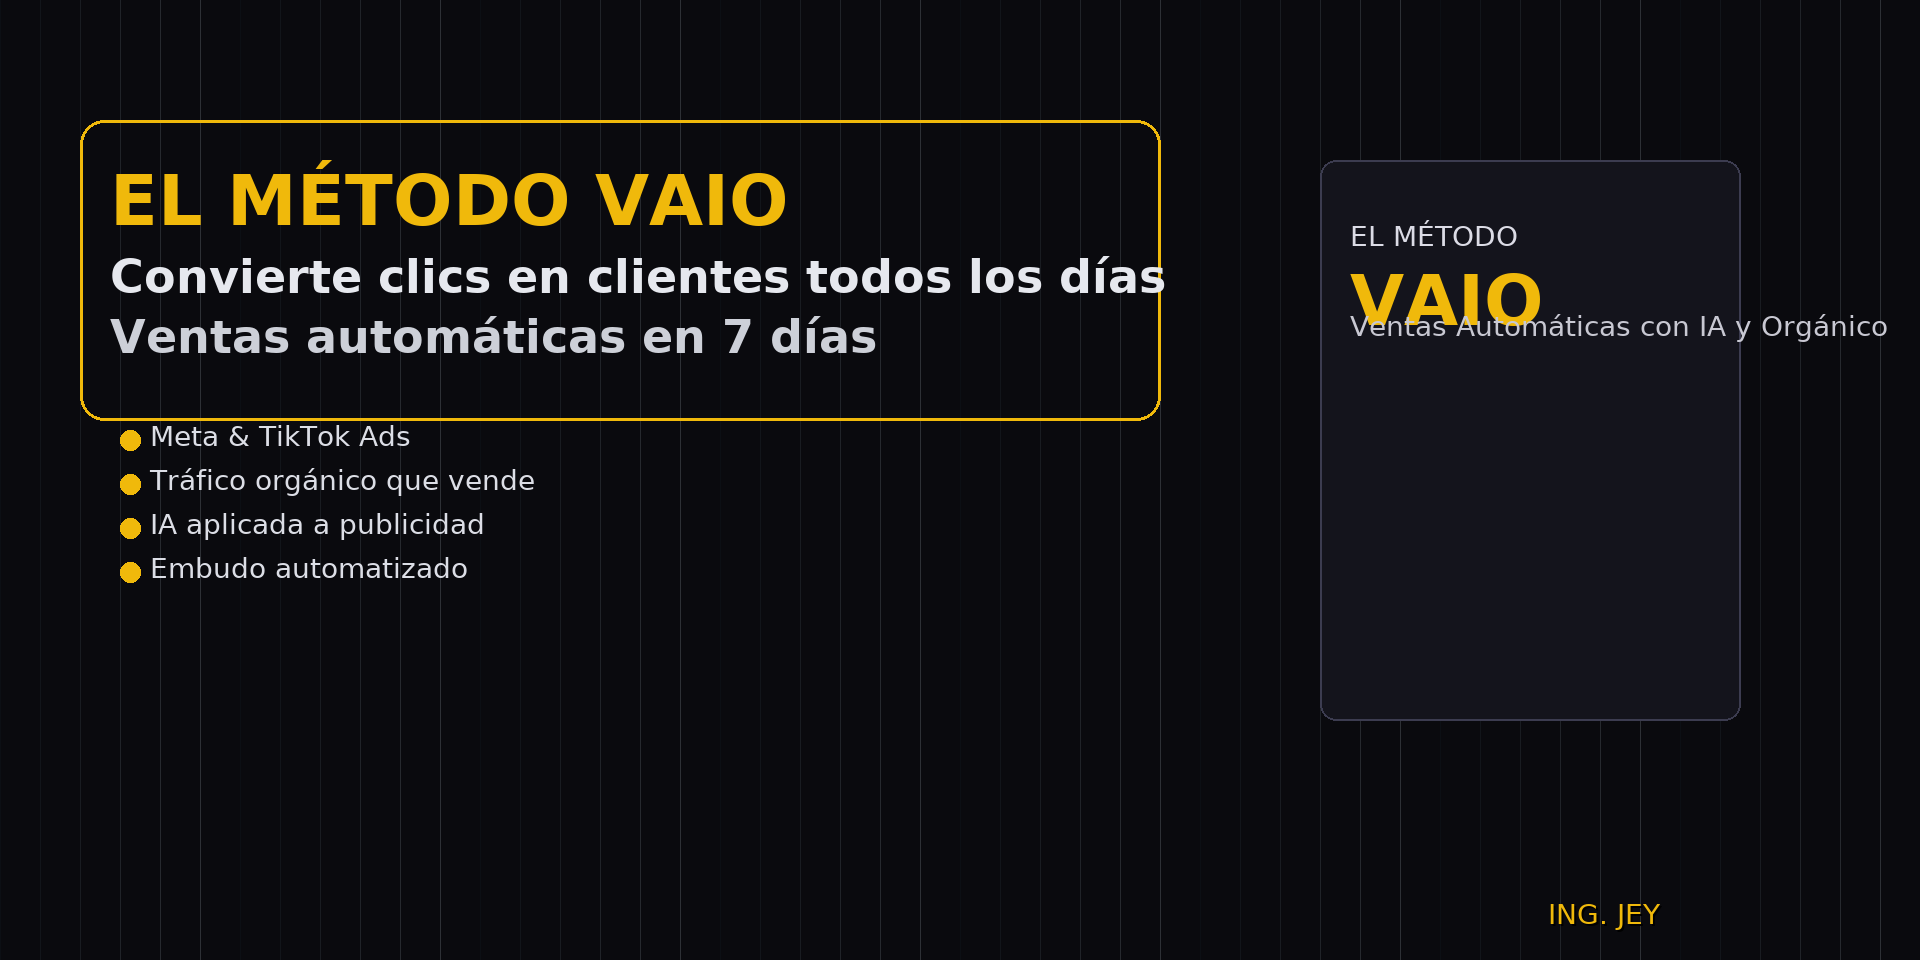 EL MÉTODO VAIO
Convierte clics en clientes todos los días
Ventas automáticas en 7 días
Meta & TikTok Ads
Tráfico orgánico que vende
IA aplicada a publicidad
Embudo automatizado
EL MÉTODO
VAIO
Ventas Automáticas con IA y Orgánico
ING. JEY